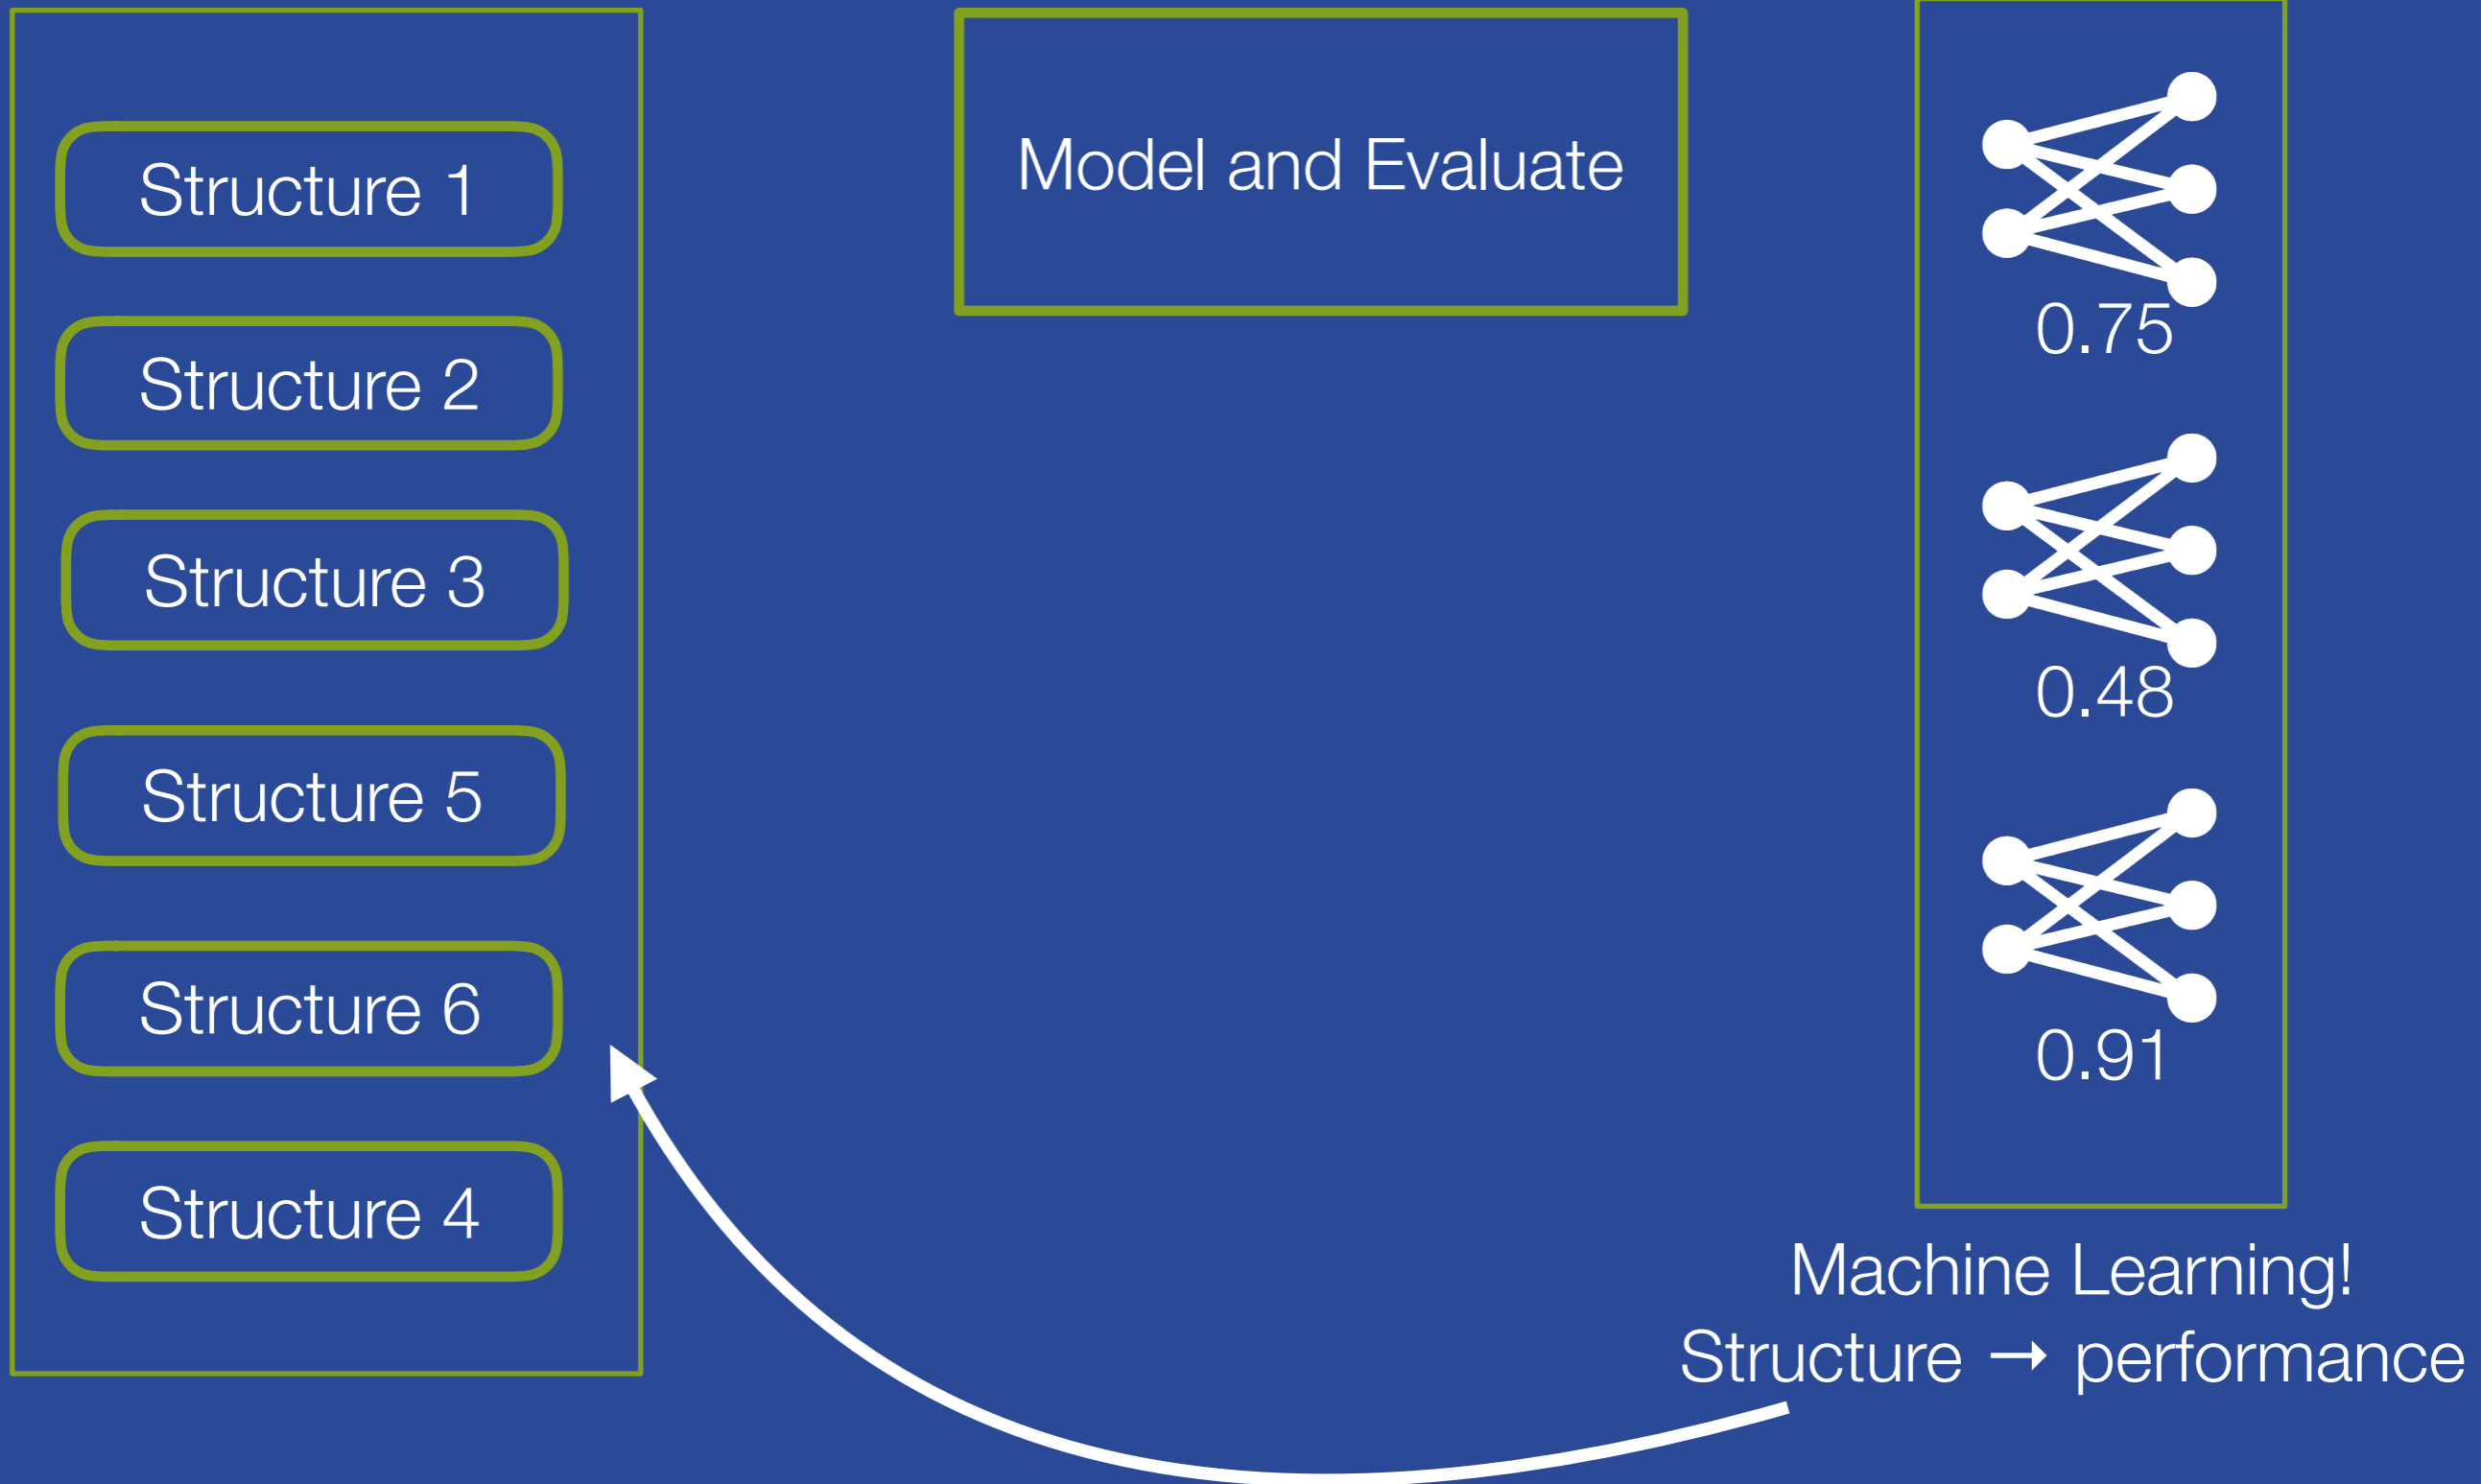 Structure 1
Structure 2
Structure 3
Structure 5
Structure 6
Structure 4
Model and Evaluate
0.75
0.48
0.91
Machine Learning!
Structure → performance